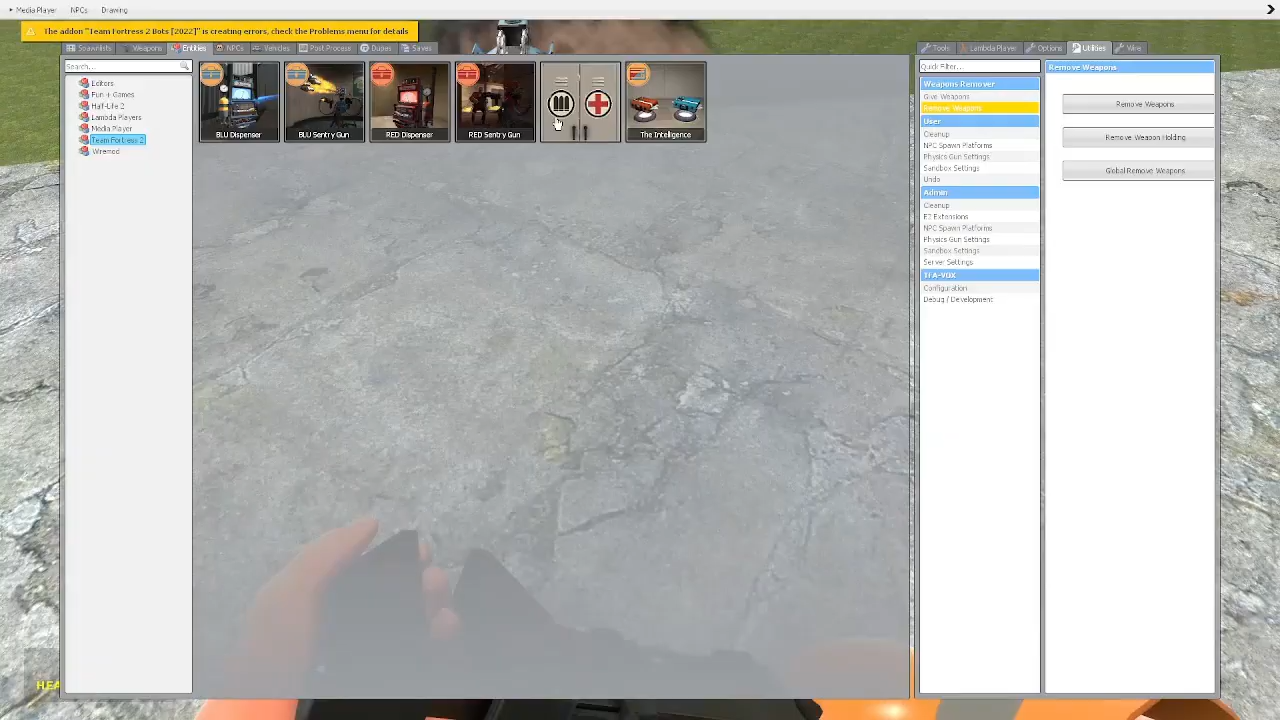 Media Player NPCs Drawing
The addon "Team Fortress 2 Bots [2022]" is creating errors, check the Problems menu for details
Spawnlists Weapons Entities NPCs Vehicles Post Process Dupes Saves
Search...
Editors
Fun + Games
Half-Life 2
Lambda Players
Media Player
Team Fortress 2
Wiremod
BLU Dispenser
BLU Sentry Gun
RED Dispenser
RED Sentry Gun
The Intelligence
Tools Lambda Player Options Utilities Wire
Quick Filter...
Weapons Remover
Give Weapons
Remove Weapons
User
Cleanup
NPC Spawn Platforms
Physics Gun Settings
Sandbox Settings
Undo
Admin
Cleanup
E2 Extensions
NPC Spawn Platforms
Physics Gun Settings
Sandbox Settings
Server Settings
TFA-VOX
Configuration
Debug / Development
Remove Weapons
Remove Weapons
Remove Weapon Holding
Global Remove Weapons
HEA